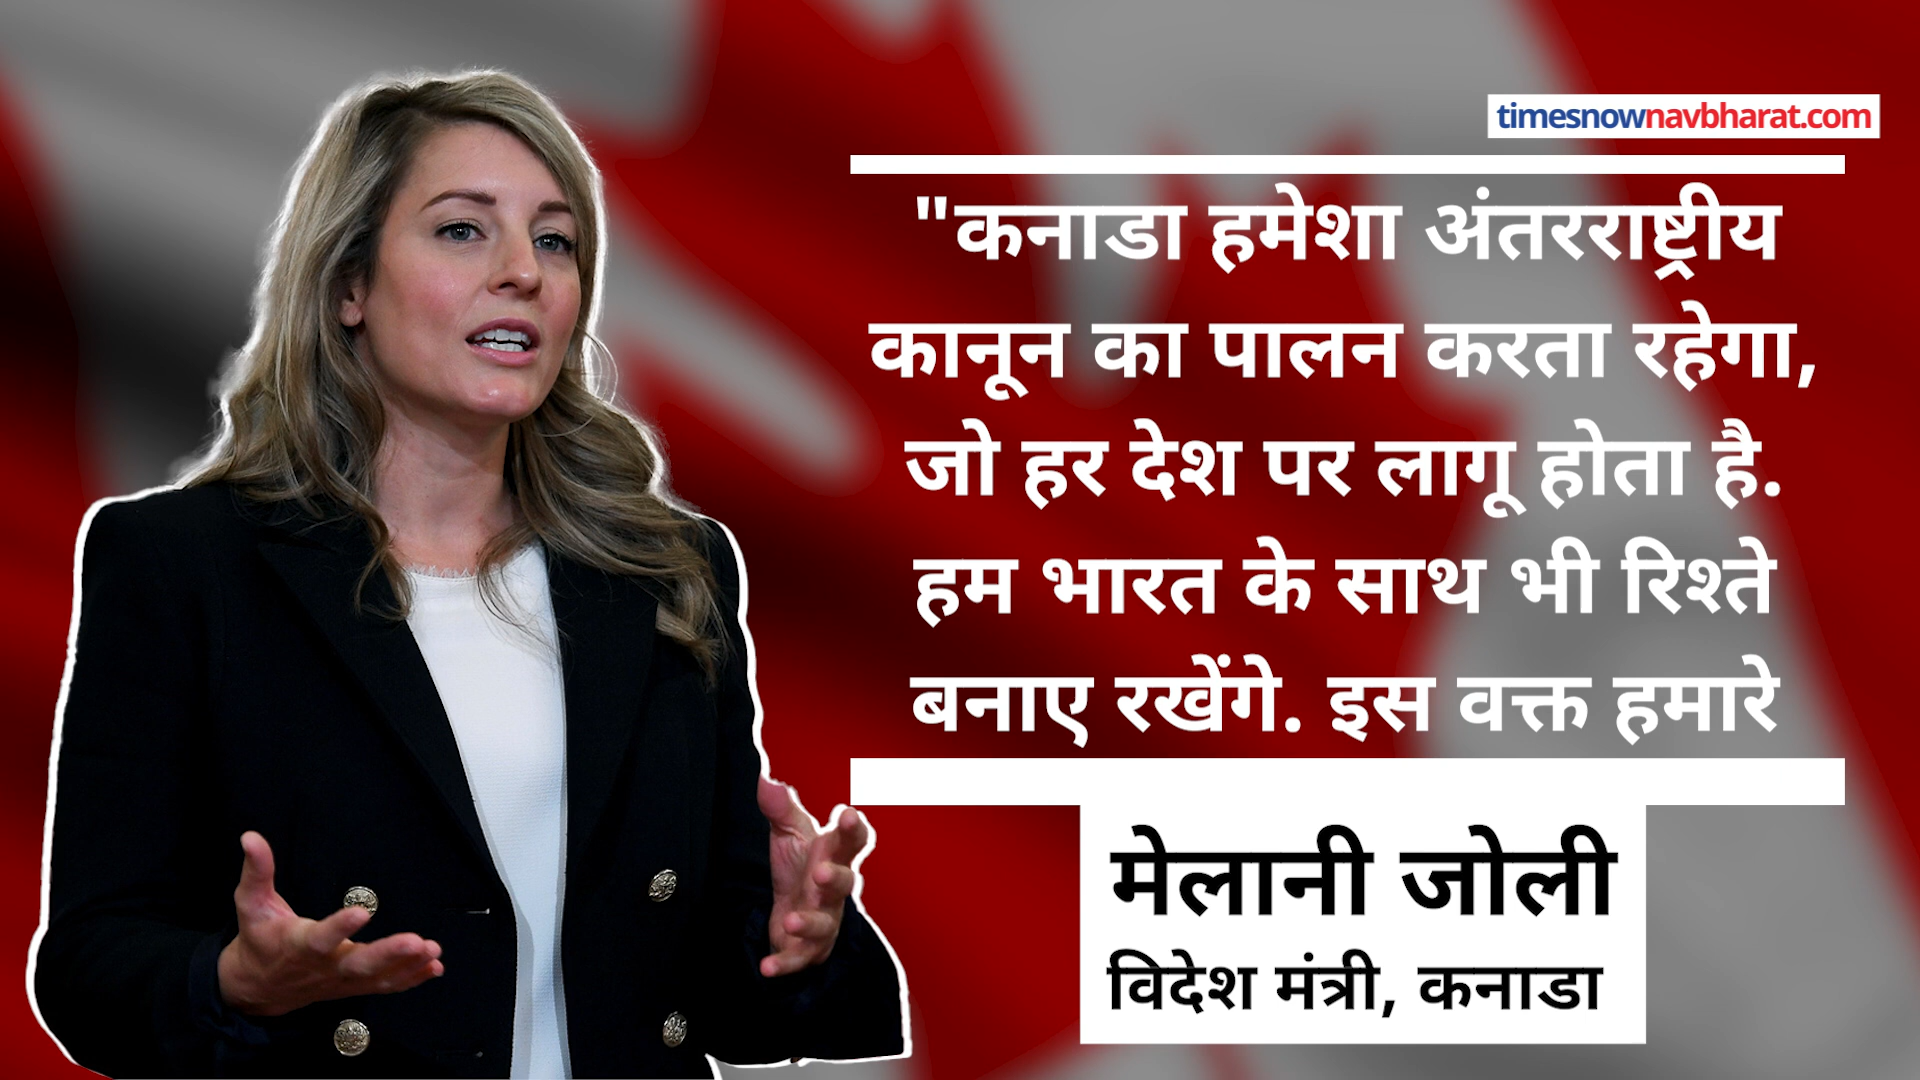 timesnownavbharat.com
"कनाडा हमेशा अंतरराष्ट्रीय
कानून का पालन करता रहेगा,
जो हर देश पर लागू होता है.
हम भारत के साथ भी रिश्ते
बनाए रखेंगे. इस वक्त हमारे
मेलानी जोली
विदेश मंत्री, कनाडा